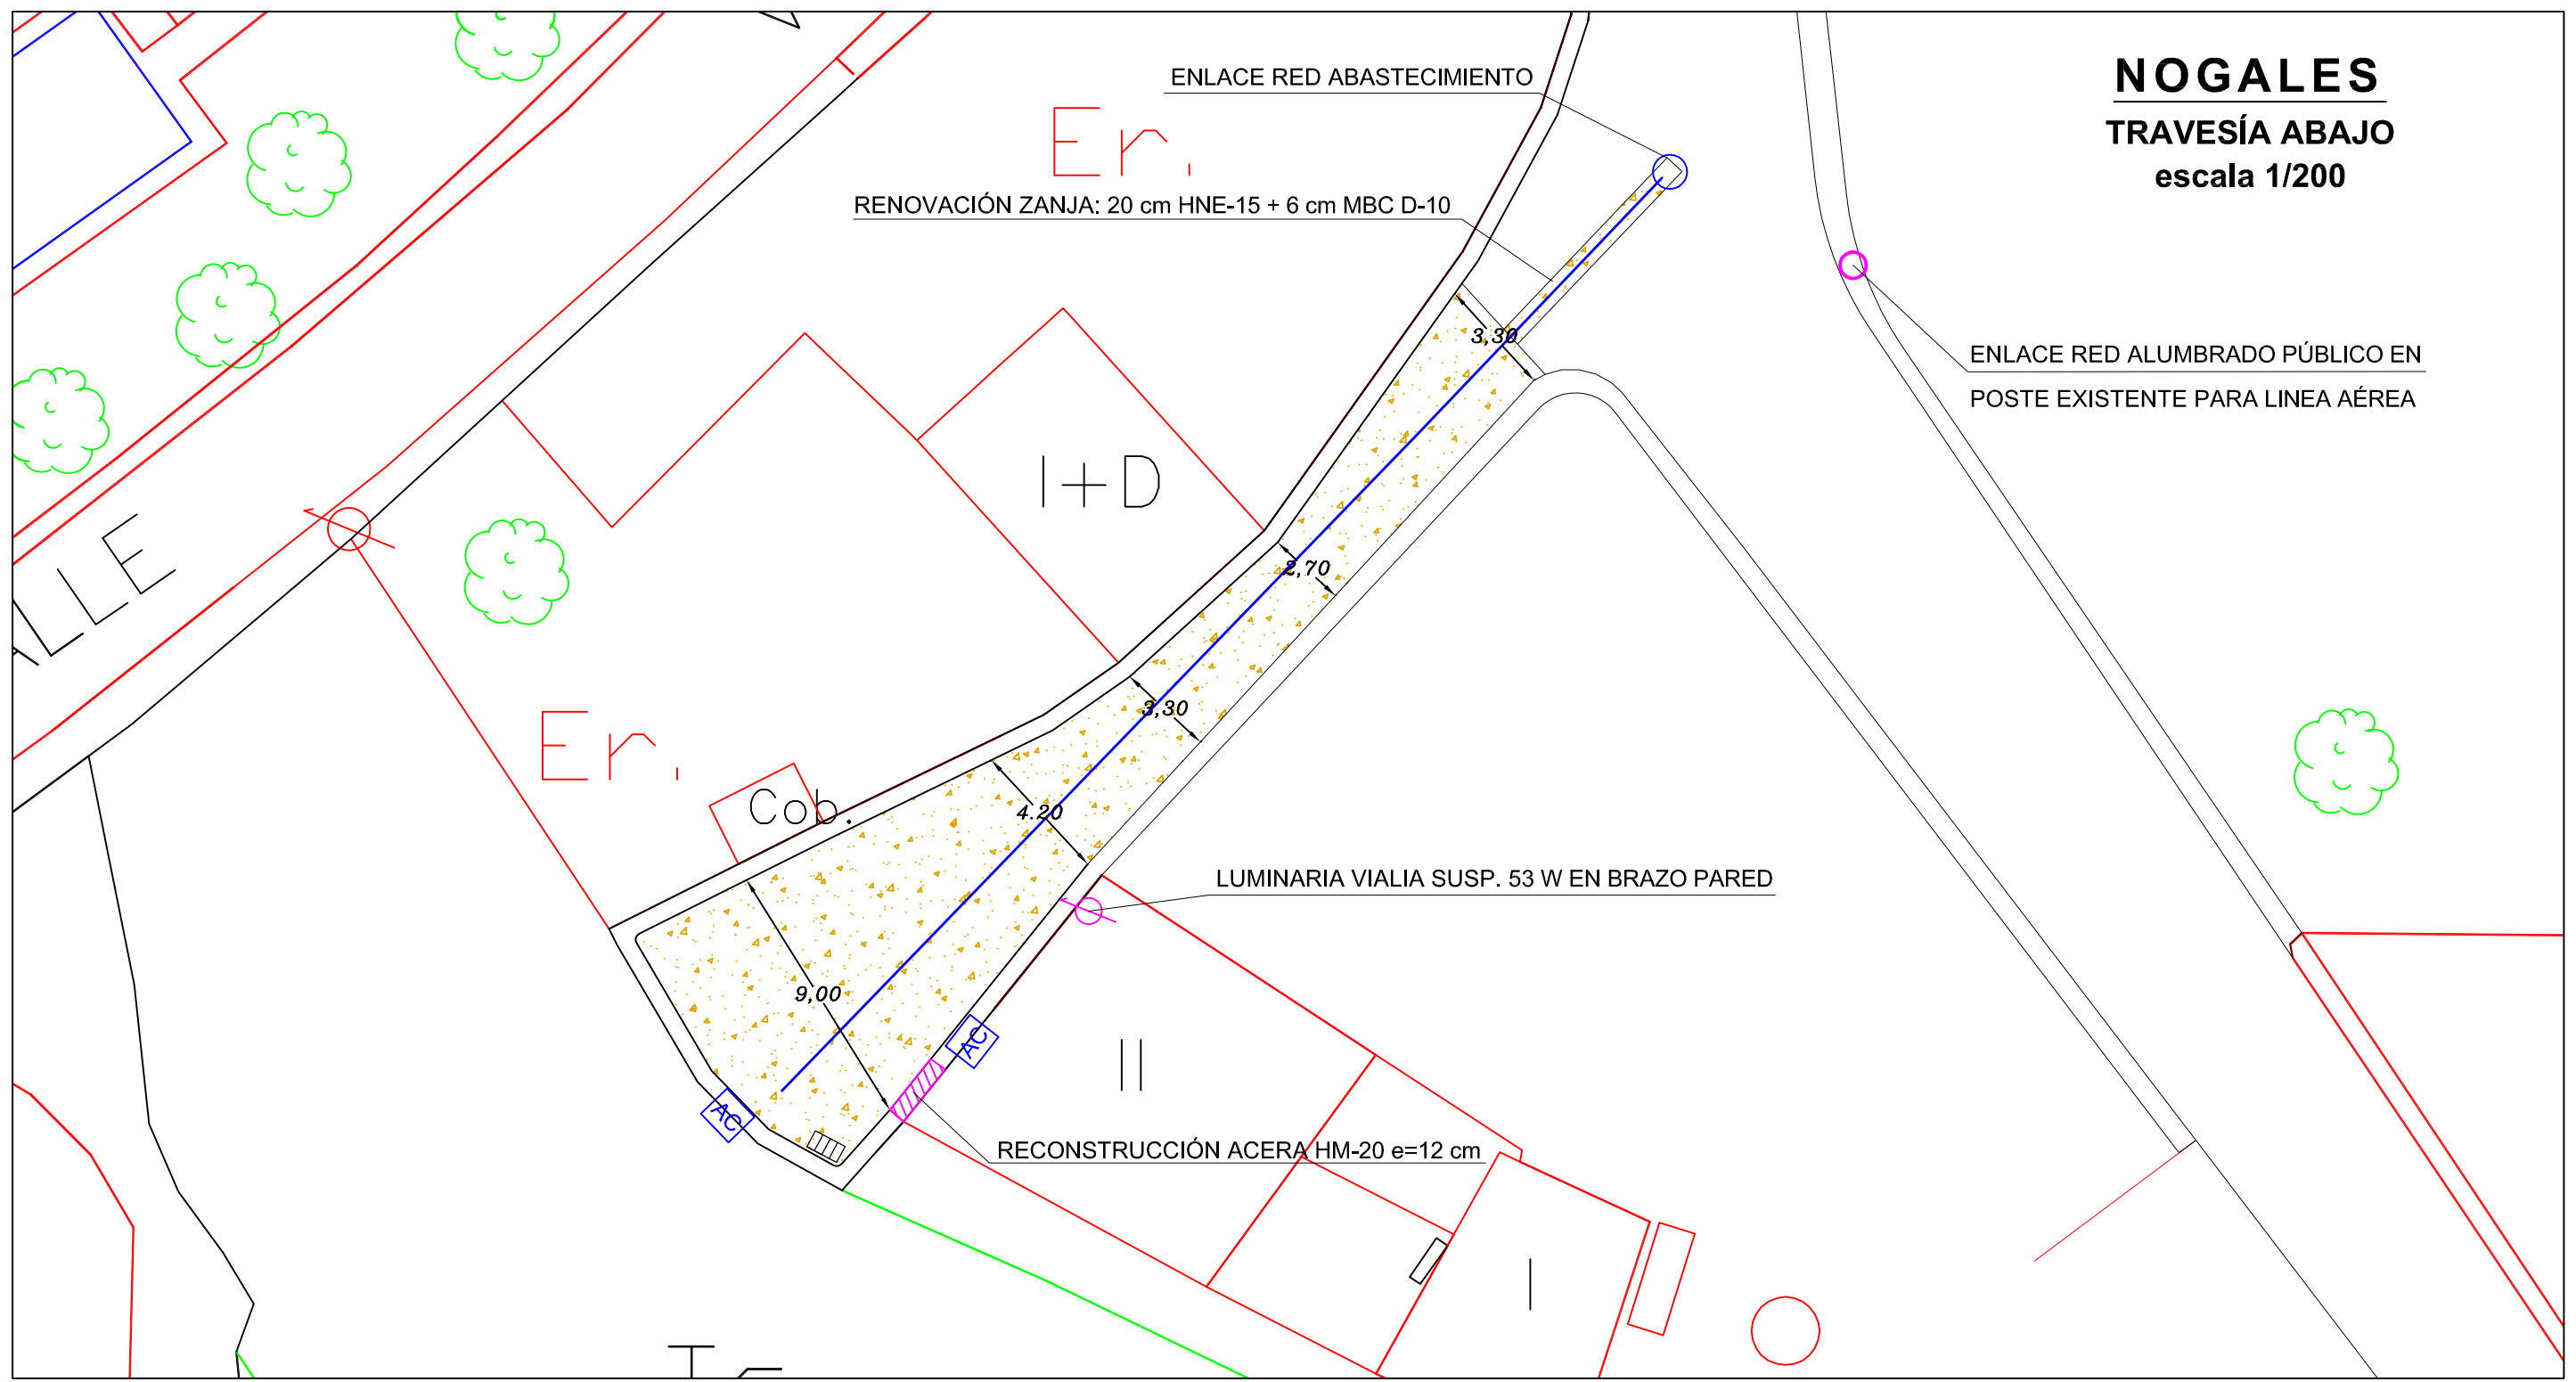 NOGALES
TRAVESÍA ABAJO
escala 1/200
ENLACE RED ABASTECIMIENTO
Er.
RENOVACIÓN ZANJA: 20 cm HNE-15 + 6 cm MBC D-10
3,30
ENLACE RED ALUMBRADO PÚBLICO EN
POSTE EXISTENTE PARA LINEA AÉREA
I+D
ALLE
2,70
3,30
Er.
Cob.
4.20
LUMINARIA VIALIA SUSP. 53 W EN BRAZO PARED
9,00
AC
II
AC
RECONSTRUCCIÓN ACERA HM-20 e=12 cm
I